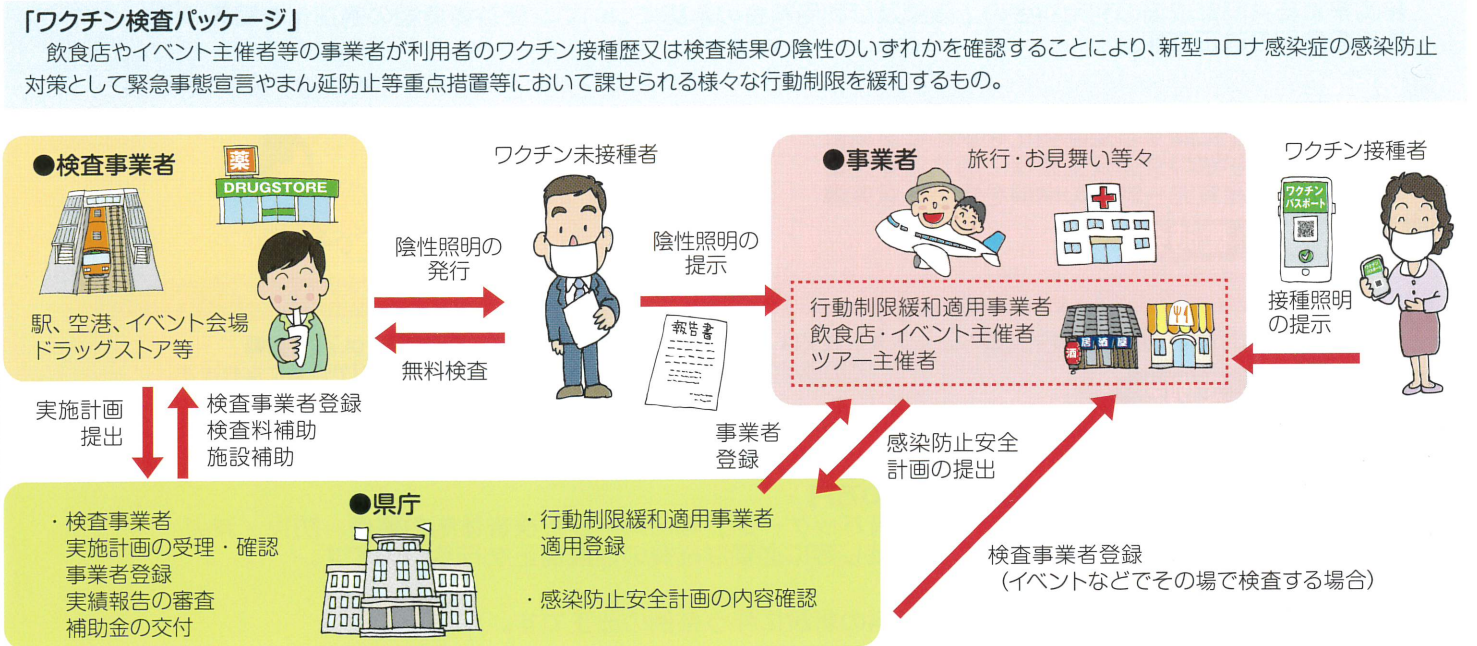 「ワクチン検査パッケージ」
飲食店やイベント主催者等の事業者が利用者のワクチン接種歴又は検査結果の陰性のいずれかを確認することにより、新型コロナ感染症の感染防止
対策として緊急事態宣言やまん延防止等重点措置等において課せられる様々な行動制限を緩和するもの。
●検査事業者
薬
DRUGSTORE
駅、空港、イベント会場
ドラッグストア等
ワクチン未接種者
陰性照明の
発行
無料検査
陰性照明の
提示
報告書
●事業者
旅行・お見舞い等々
行動制限緩和適用事業者
飲食店・イベント主催者
ツアー主催者
酒
居酒屋
ワクチン接種者
ワクチン
パスポート
接種照明
の提示
実施計画
提出
検査事業者登録
検査料補助
施設補助
事業者
登録
感染防止安全
計画の提出
●県庁
・検査事業者
実施計画の受理・確認
事業者登録
実績報告の審査
補助金の交付
・行動制限緩和適用事業者
適用登録
・感染防止安全計画の内容確認
検査事業者登録
（イベントなどでその場で検査する場合）